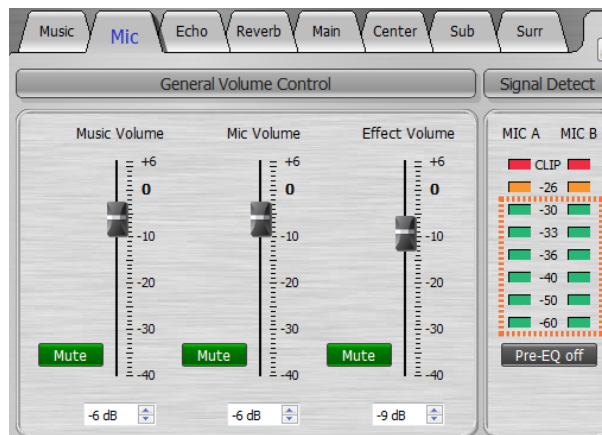 Music Mic Echo Reverb Main Center Sub Surr
General Volume Control Signal Detect
Music Volume Mic Volume Effect Volume MIC A MIC B
+6 +6 +6 CLIP
0 0 0 -26
-30
-10 -10 -10 -33
-36
-20 -20 -20 -40
-50
-30 -30 -30 -60
Mute Mute Mute Pre-EQ off
-40 -40 -40
-6 dB -6 dB -9 dB